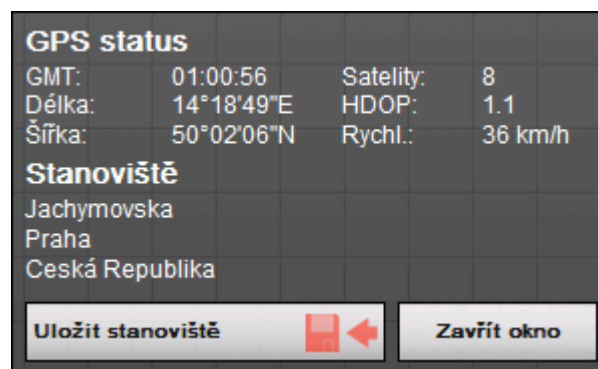 GPS status
GMT: 01:00:56 Satelity: 8
Délka: 14°18'49"E HDOP: 1.1
Šířka: 50°02'06"N Rychl.: 36 km/h
Stanoviště
Jachymovska
Praha
Ceská Republika
Uložit stanoviště Zavřít okno